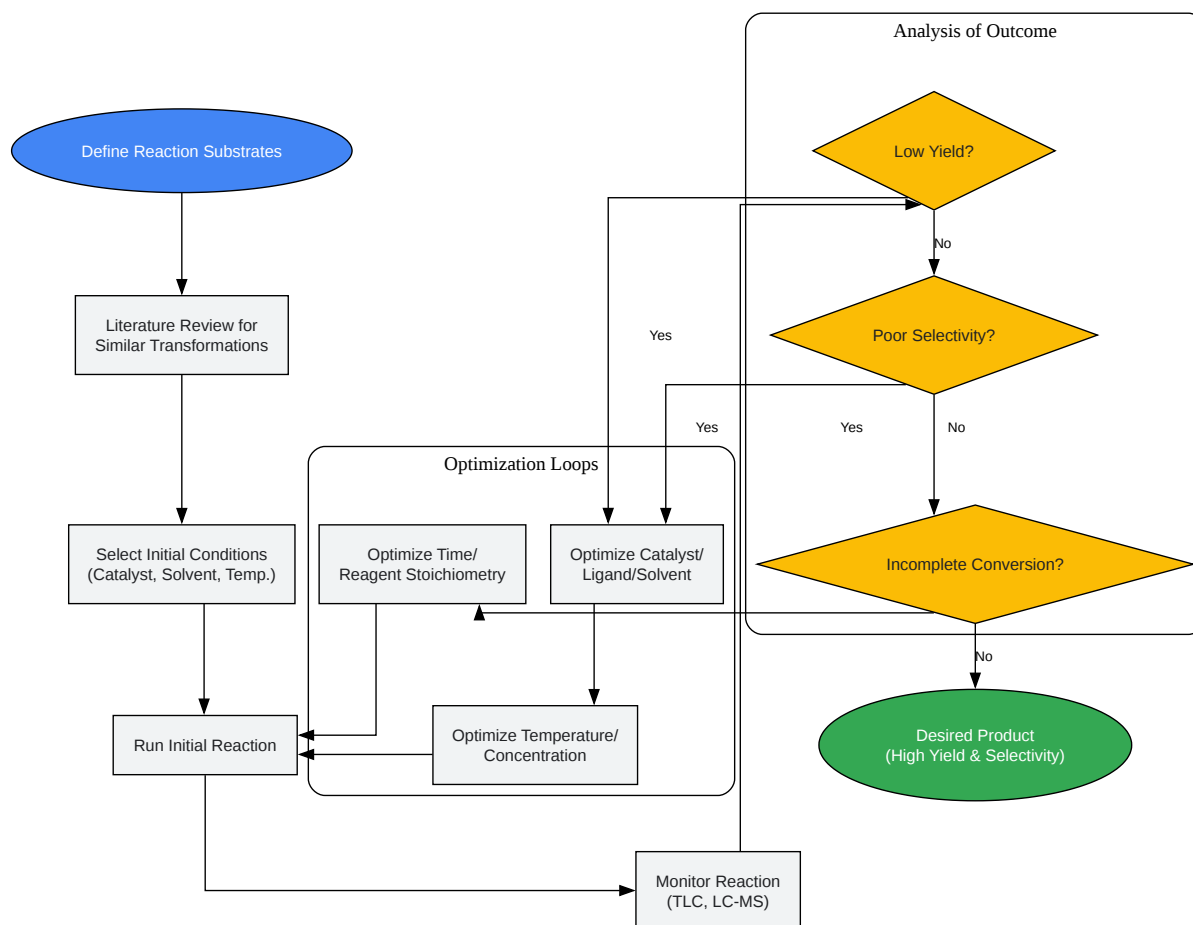 Analysis of Outcome
Define Reaction Substrates
Low Yield?
No
Literature Review for
Similar Transformations
Poor Selectivity?
Yes
Yes
Yes
No
Optimization Loops
Select Initial Conditions
(Catalyst, Solvent, Temp.)
Optimize Time/
Reagent Stoichiometry
Optimize Catalyst/
Ligand/Solvent
Incomplete Conversion?
No
Run Initial Reaction
Optimize Temperature/
Concentration
Desired Product
(High Yield & Selectivity)
Monitor Reaction
(TLC, LC-MS)